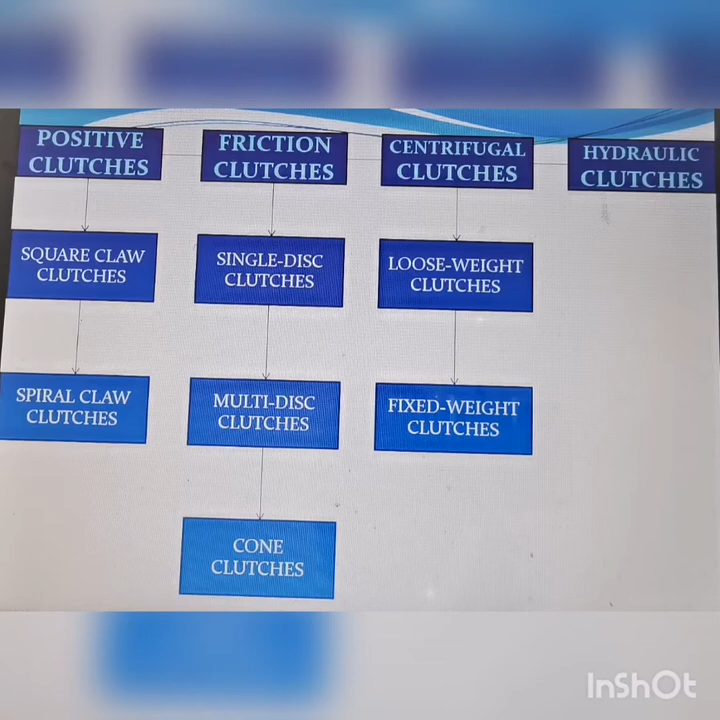 POSITIVE
CLUTCHES
FRICTION
CLUTCHES
CENTRIFUGAL
CLUTCHES
HYDRAULIC
CLUTCHES
SQUARE CLAW
CLUTCHES
SINGLE-DISC
CLUTCHES
LOOSE-WEIGHT
CLUTCHES
SPIRAL CLAW
CLUTCHES
MULTI-DISC
CLUTCHES
FIXED-WEIGHT
CLUTCHES
CONE
CLUTCHES
InShOt